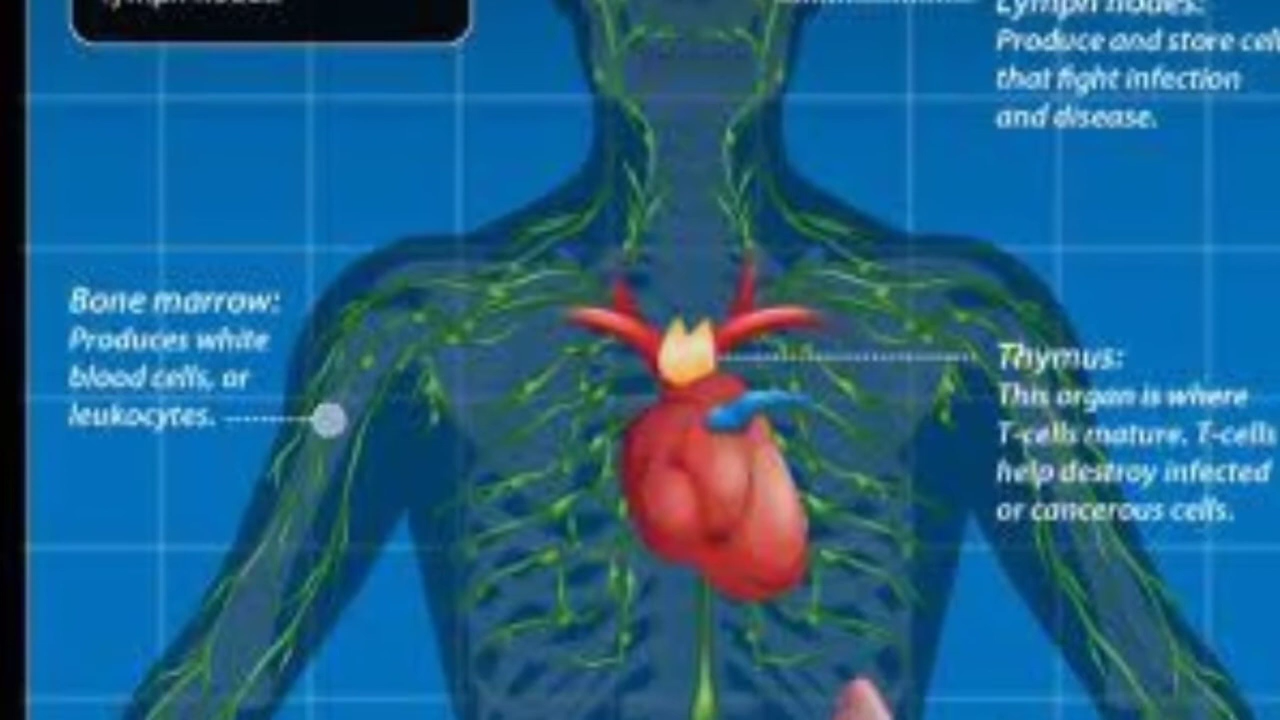 Lymph nodes:
Produce and store cell
that fight infection
and disease.
Bone marrow:
Produces white
blood cells, or
leukocytes.
Thymus:
This organ is where
T-cells mature. T-cells
help destroy infected
or cancerous cells.